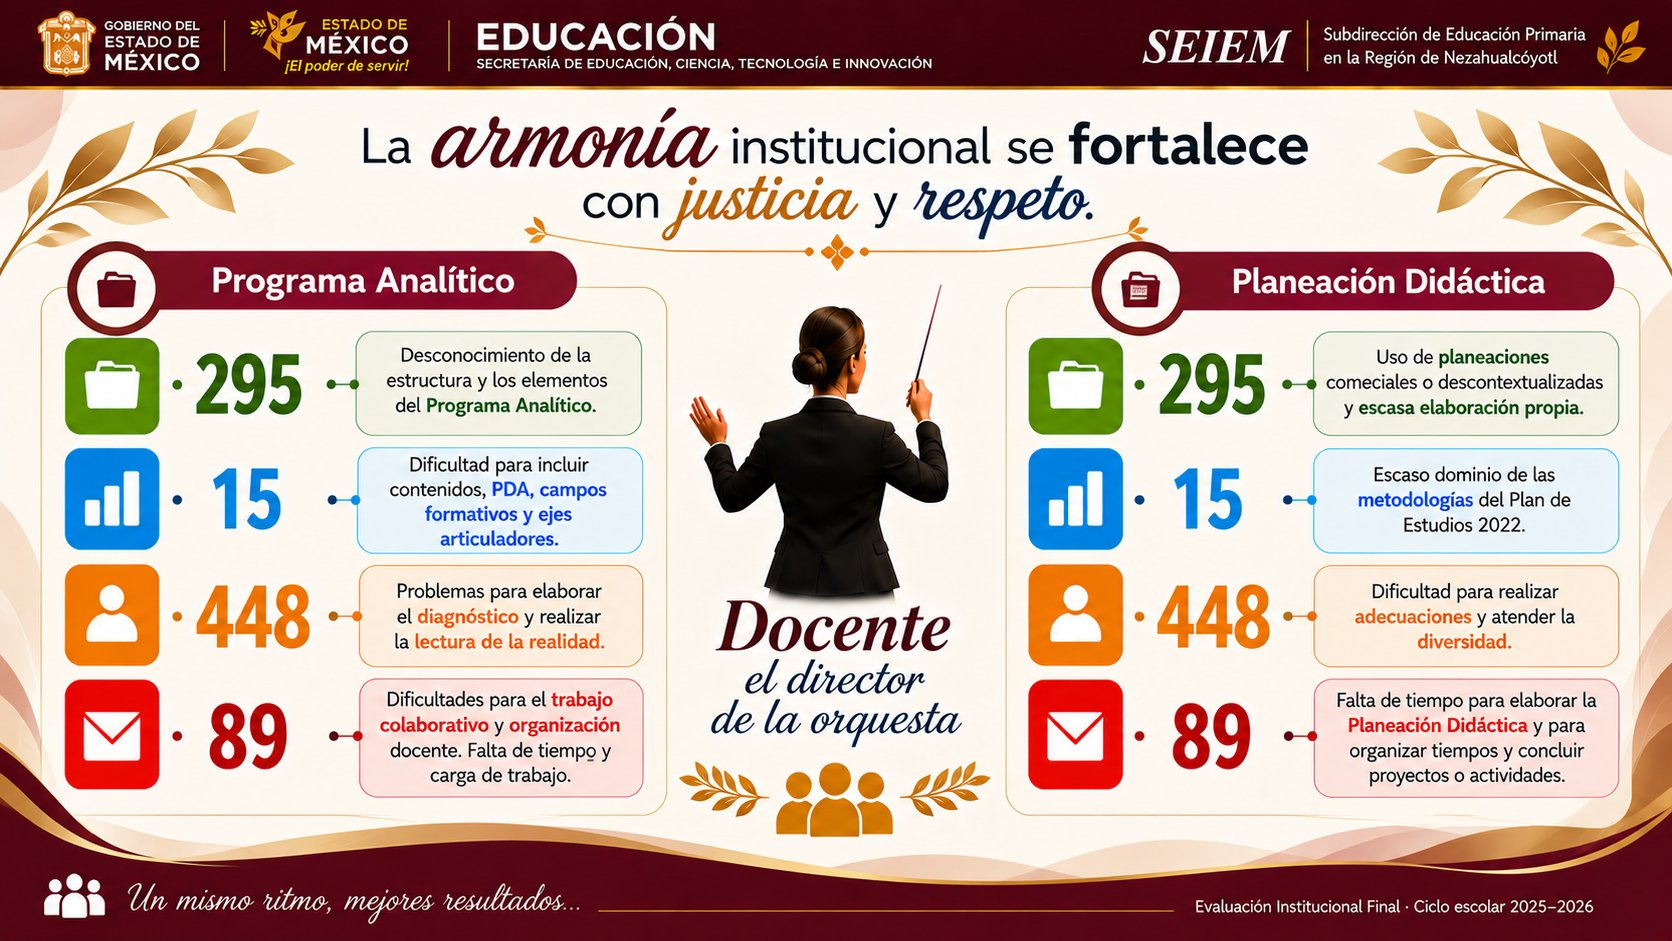 GOBIERNO DEL
ESTADO DE
MÉXICO
ESTADO DE
MÉXICO
¡El poder de servir!
EDUCACIÓN
SECRETARÍA DE EDUCACIÓN, CIENCIA, TECNOLOGÍA E INNOVACIÓN
SEIEM
Subdirección de Educación Primaria
en la Región de Nezahualcóyotl
La armonía institucional se fortalece
con justicia y respeto.
Programa Analítico
295
Desconocimiento de la
estructura y los elementos
del Programa Analítico.
15
Dificultad para incluir
contenidos, PDA, campos
formativos y ejes
articuladores.
448
Problemas para elaborar
el diagnóstico y realizar
la lectura de la realidad.
89
Dificultades para el trabajo
colaborativo y organización
docente. Falta de tiempo y
carga de trabajo.
Docente
el director
de la orquesta
Planeación Didáctica
295
Uso de planeaciones
comeciales o descontextualizadas
y escasa elaboración propia.
15
Escaso dominio de las
metodologías del Plan de
Estudios 2022.
448
Dificultad para realizar
adecuaciones y atender la
diversidad.
89
Falta de tiempo para elaborar la
Planeación Didáctica y para
organizar tiempos y concluir
proyectos o actividades.
Un mismo ritmo, mejores resultados...
Evaluación Institucional Final · Ciclo escolar 2025–2026